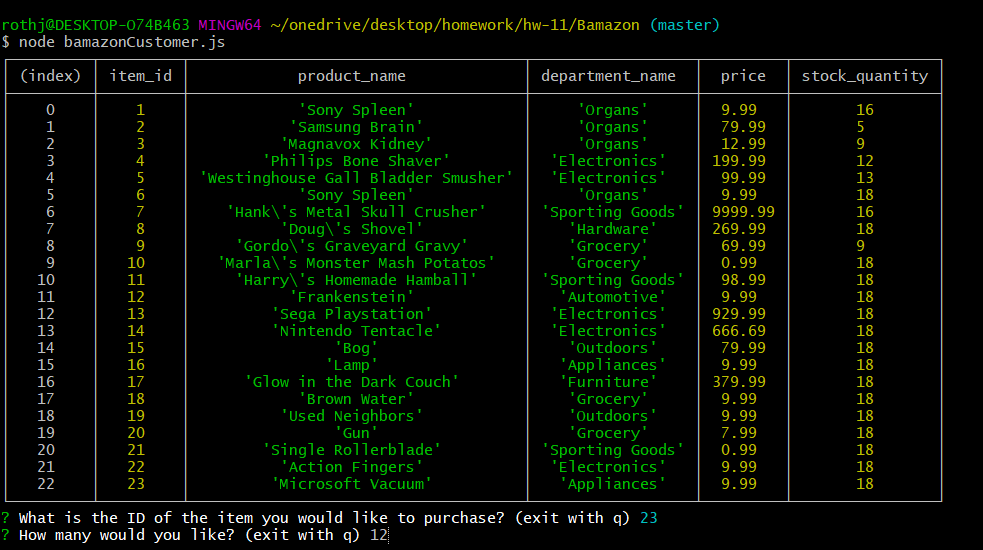 rothj@DESKTOP-O74B463 MINGW64 ~/onedrive/desktop/homework/hw-11/Bamazon (master)
$ node bamazonCustomer.js
(index) item_id product_name department_name price stock_quantity
0 1 'Sony Spleen' 'Organs' 9.99 16
1 2 'Samsung Brain' 'Organs' 79.99 5
2 3 'Magnavox Kidney' 'Organs' 12.99 9
3 4 'Philips Bone Shaver' 'Electronics' 199.99 12
4 5 'Westinghouse Gall Bladder Smusher' 'Electronics' 99.99 13
5 6 'Sony Spleen' 'Organs' 9.99 18
6 7 'Hank\'s Metal Skull Crusher' 'Sporting Goods' 9999.99 16
7 8 'Doug\'s Shovel' 'Hardware' 269.99 18
8 9 'Gordo\'s Graveyard Gravy' 'Grocery' 69.99 9
9 10 'Marla\'s Monster Mash Potatos' 'Grocery' 0.99 18
10 11 'Harry\'s Homemade Hamball' 'Sporting Goods' 98.99 18
11 12 'Frankenstein' 'Automotive' 9.99 18
12 13 'Sega Playstation' 'Electronics' 929.99 18
13 14 'Nintendo Tentacle' 'Electronics' 666.69 18
14 15 'Bog' 'Outdoors' 79.99 18
15 16 'Lamp' 'Appliances' 9.99 18
16 17 'Glow in the Dark Couch' 'Furniture' 379.99 18
17 18 'Brown Water' 'Grocery' 9.99 18
18 19 'Used Neighbors' 'Outdoors' 9.99 18
19 20 'Gun' 'Grocery' 7.99 18
20 21 'Single Rollerblade' 'Sporting Goods' 0.99 18
21 22 'Action Fingers' 'Electronics' 9.99 18
22 23 'Microsoft Vacuum' 'Appliances' 9.99 18
? What is the ID of the item you would like to purchase? (exit with q) 23
? How many would you like? (exit with q) 12